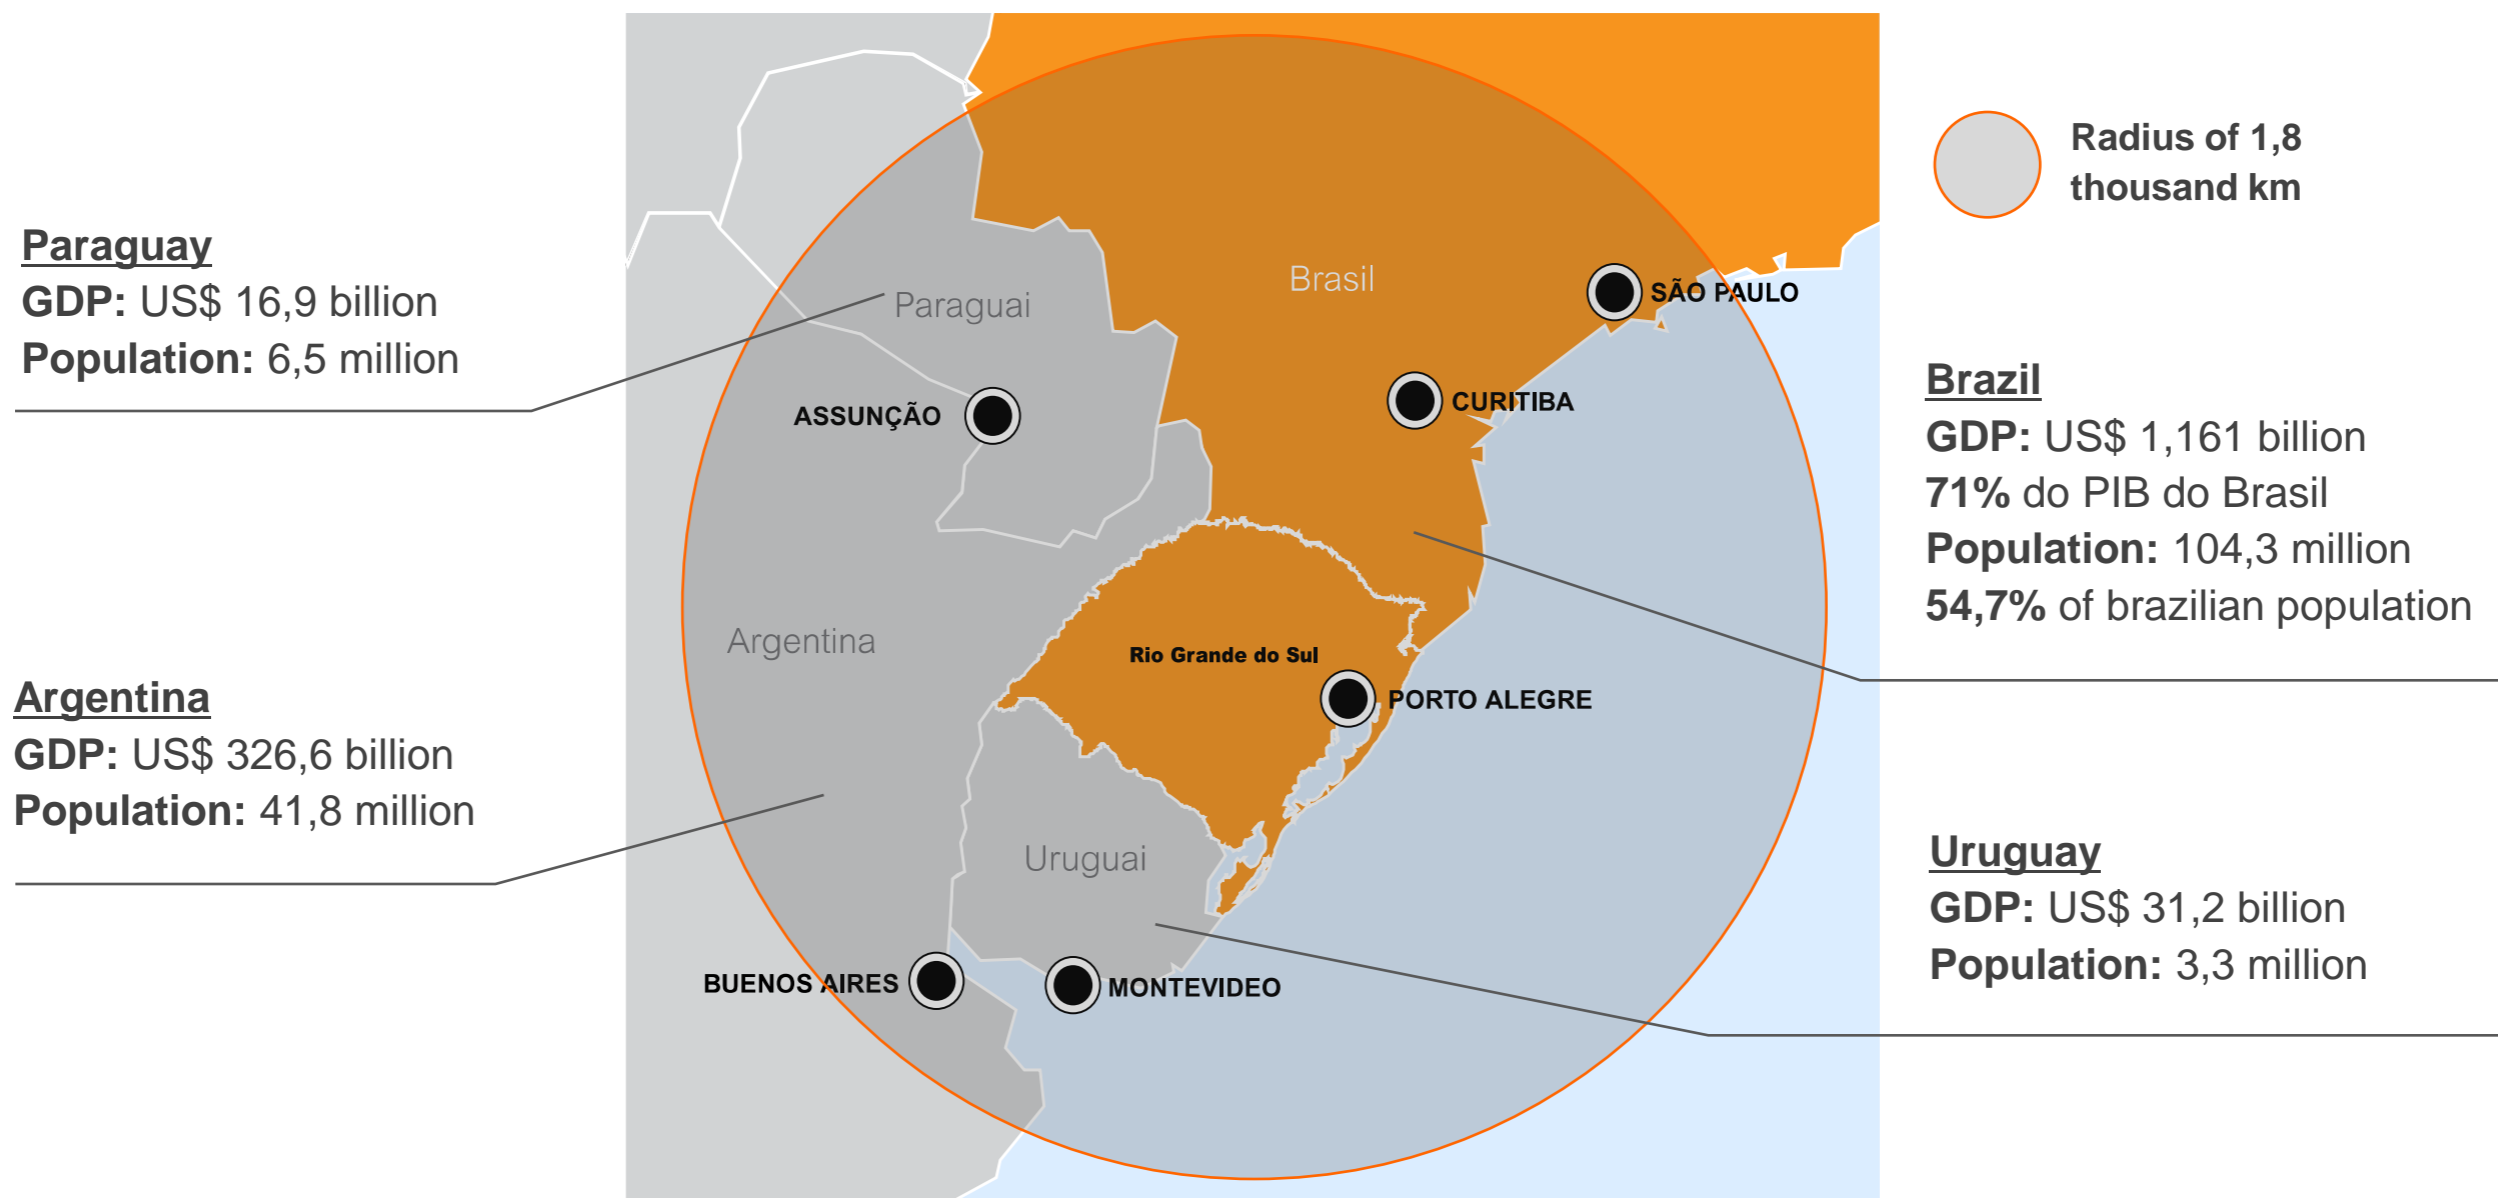 Radius of 1,8
thousand km
Paraguay
GDP: US$ 16,9 billion
Population: 6,5 million
Argentina
GDP: US$ 326,6 billion
Population: 41,8 million
Brasil
Paraguai
SÃO PAULO
ASSUNÇÃO
CURITIBA
Argentina
Rio Grande do Sul
PORTO ALEGRE
Uruguai
BUENOS AIRES
MONTEVIDEO
Brazil
GDP: US$ 1,161 billion
71% do PIB do Brasil
Population: 104,3 million
54,7% of brazilian population
Uruguay
GDP: US$ 31,2 billion
Population: 3,3 million